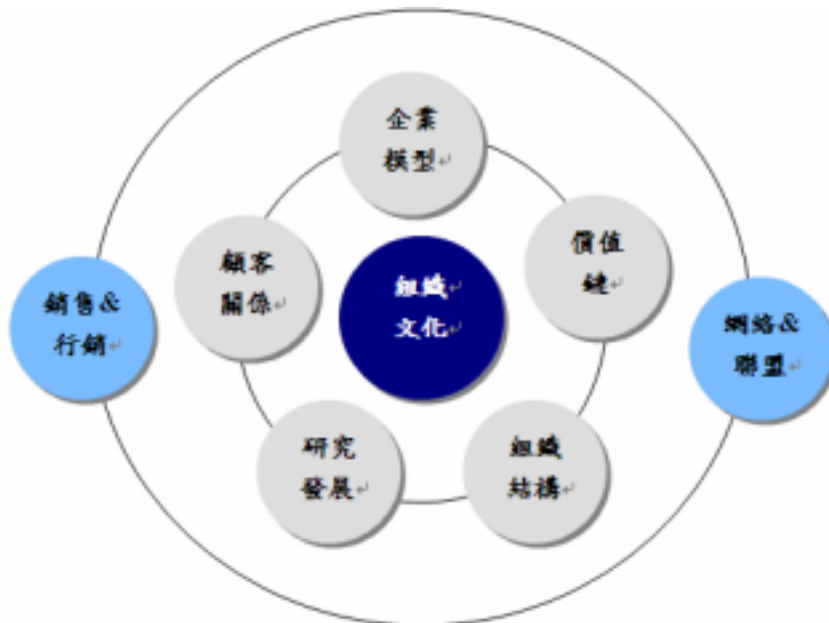 企業
模型
顧客
關係
價值
鏈
組織
文化
銷售&
行銷
網絡&
聯盟
研究
發展
組織
結構